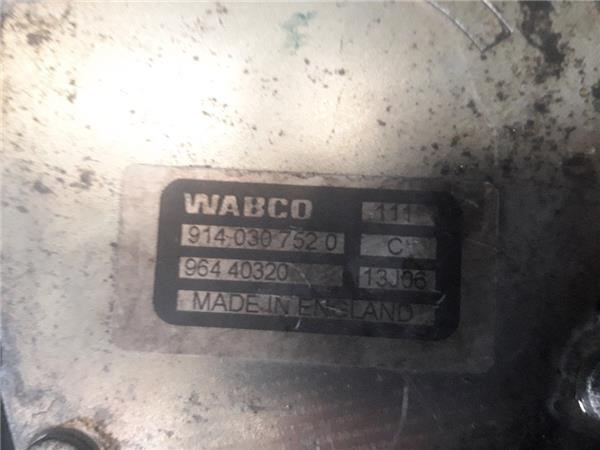 WABCO 111
914 030 752 0 C
964 40320 13J06
MADE IN ENGLAND